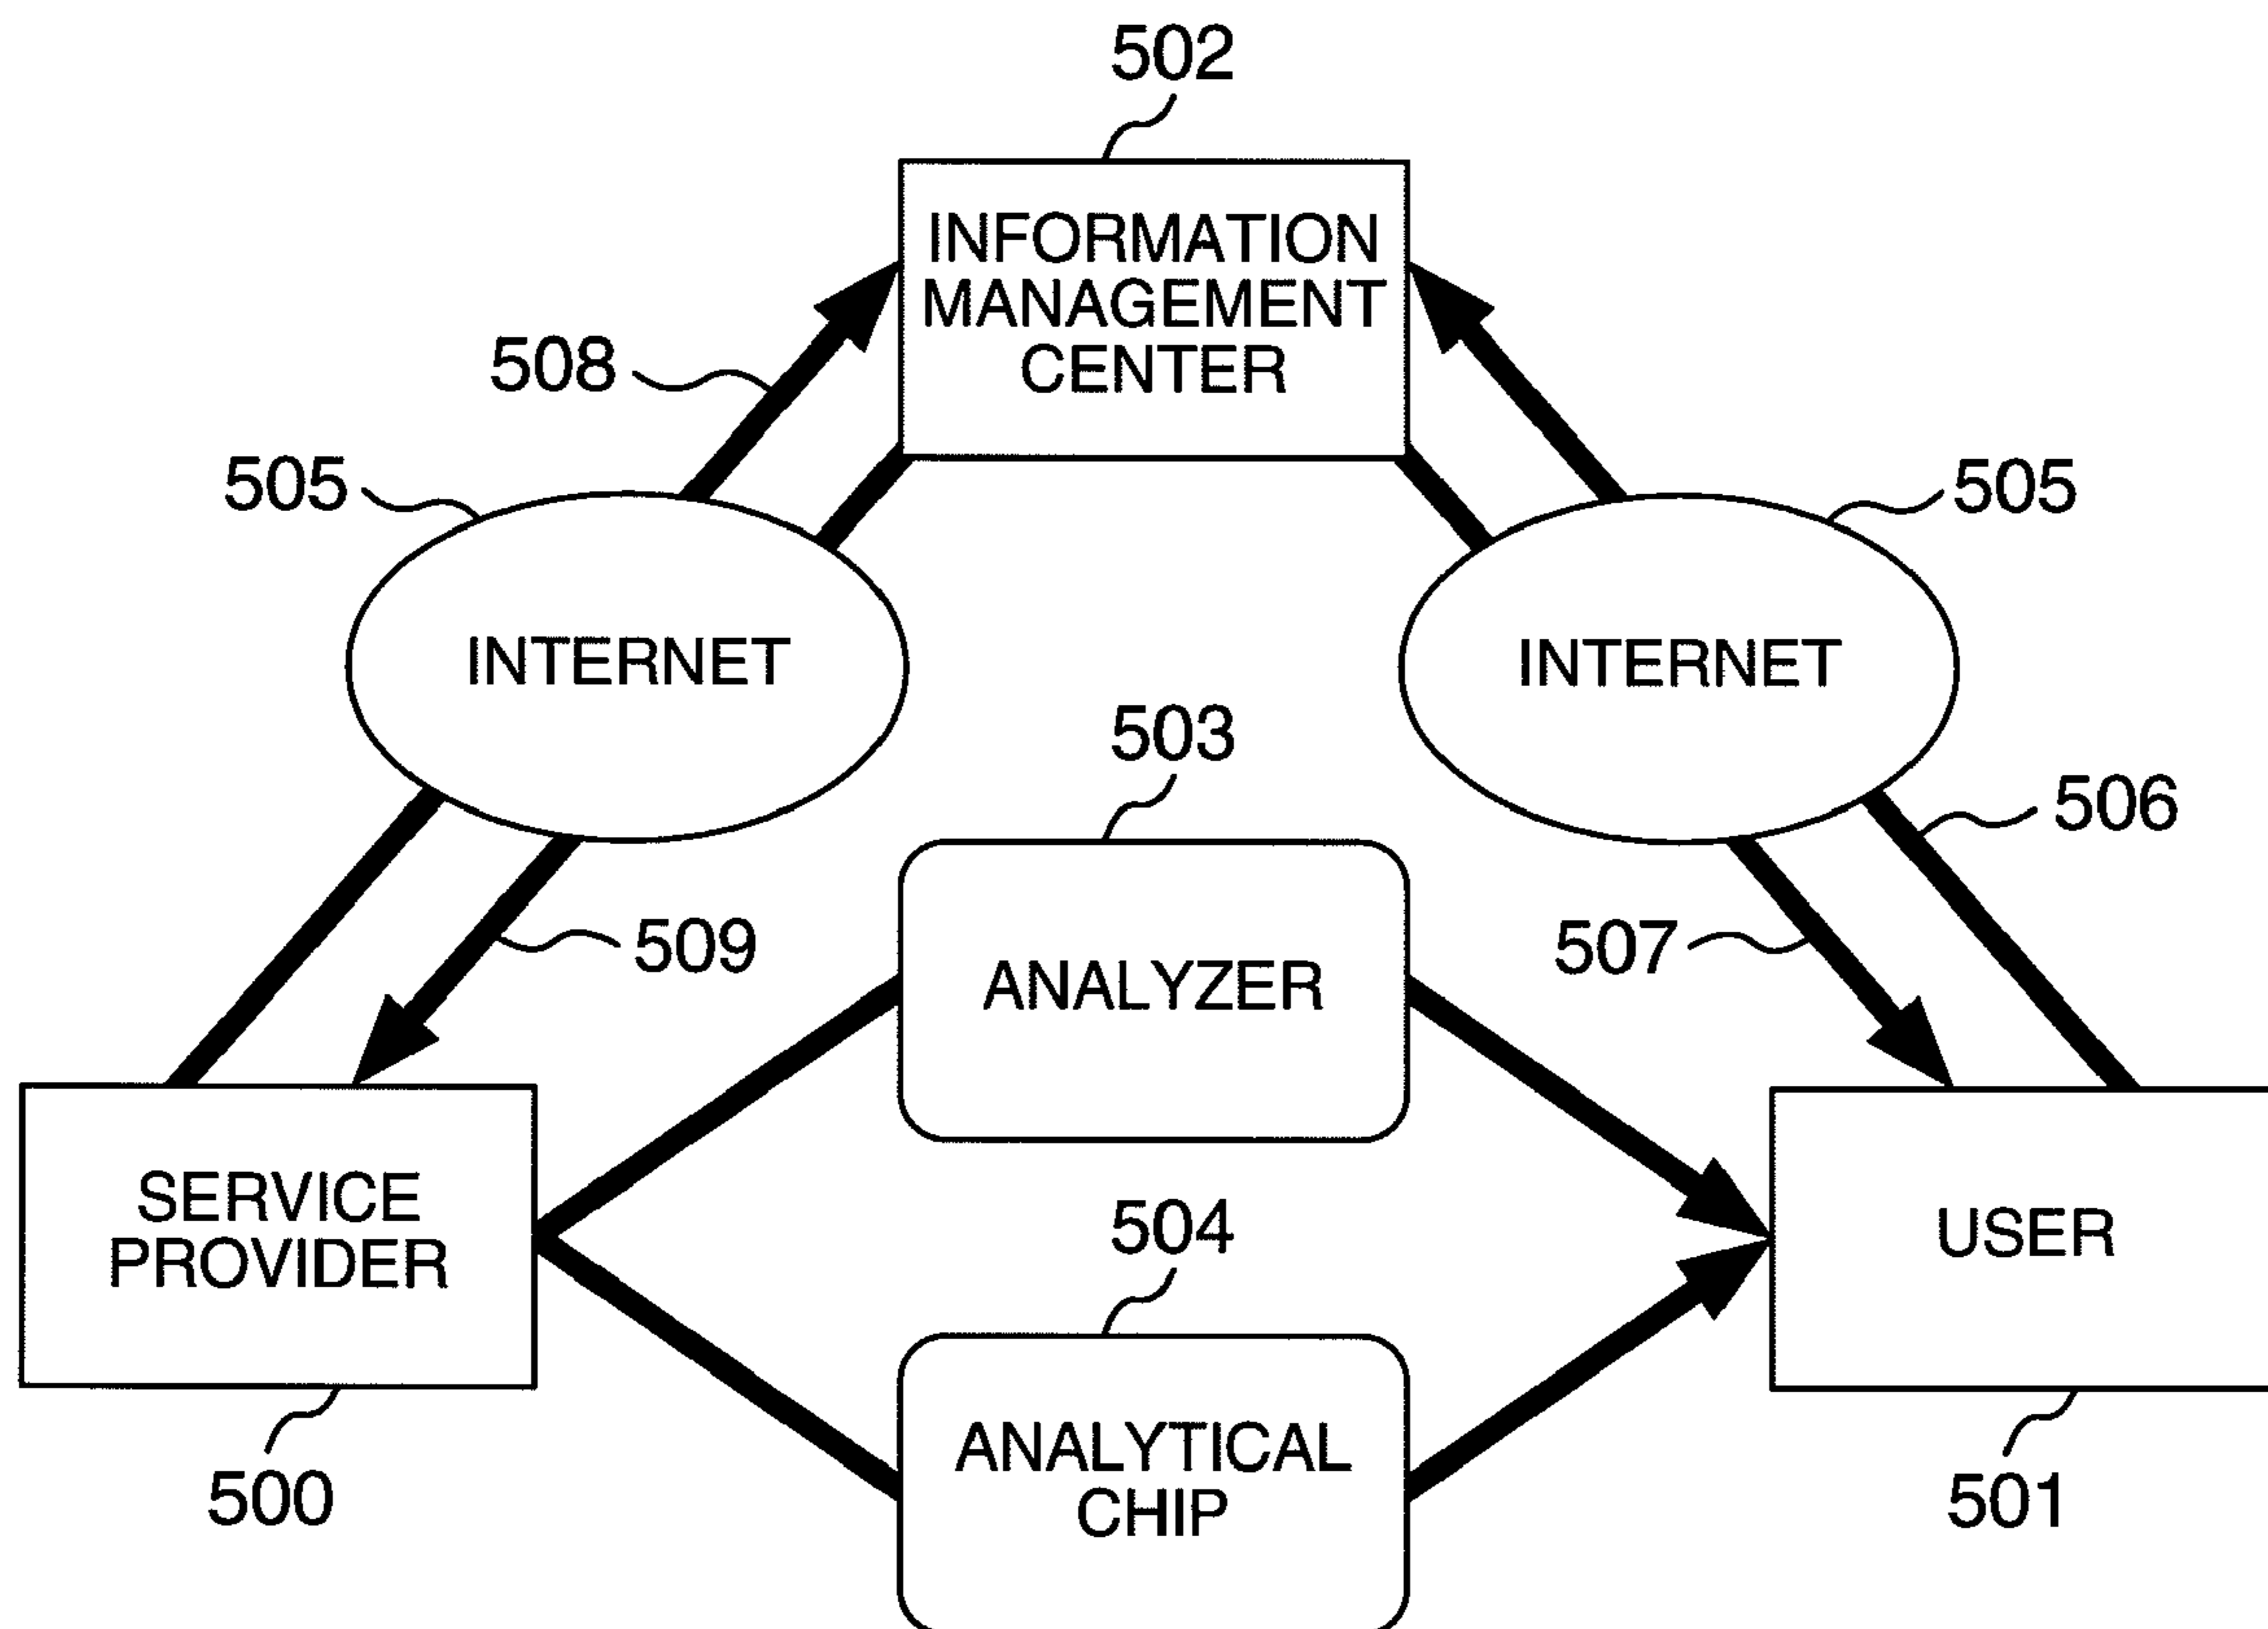 502
INFORMATION
MANAGEMENT
CENTER
508
505
505
INTERNET
INTERNET
503
506
509
507
ANALYZER
SERVICE
PROVIDER
504
USER
ANALYTICAL
CHIP
500
501